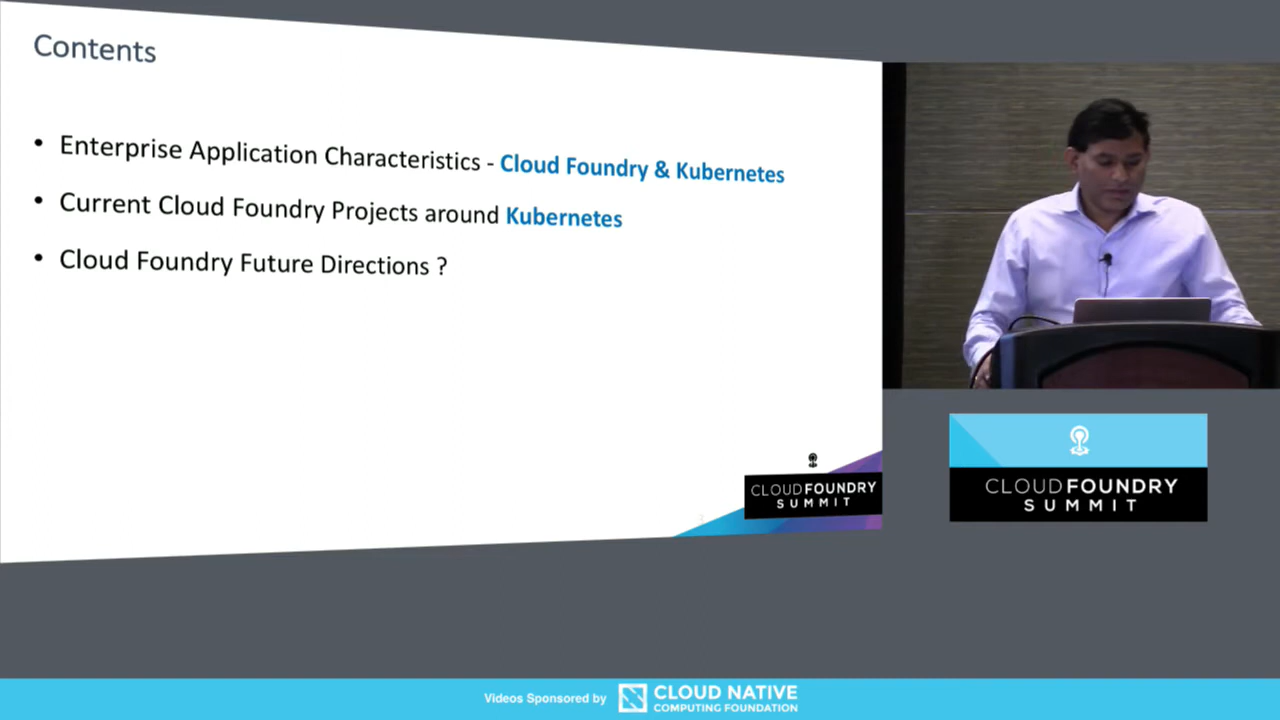 Contents
• Enterprise Application Characteristics - Cloud Foundry & Kubernetes
• Current Cloud Foundry Projects around Kubernetes
• Cloud Foundry Future Directions ?
CLOUD FOUNDRY
SUMMIT
CLOUD FOUNDRY
SUMMIT
Videos Sponsored by
CLOUD NATIVE
COMPUTING FOUNDATION